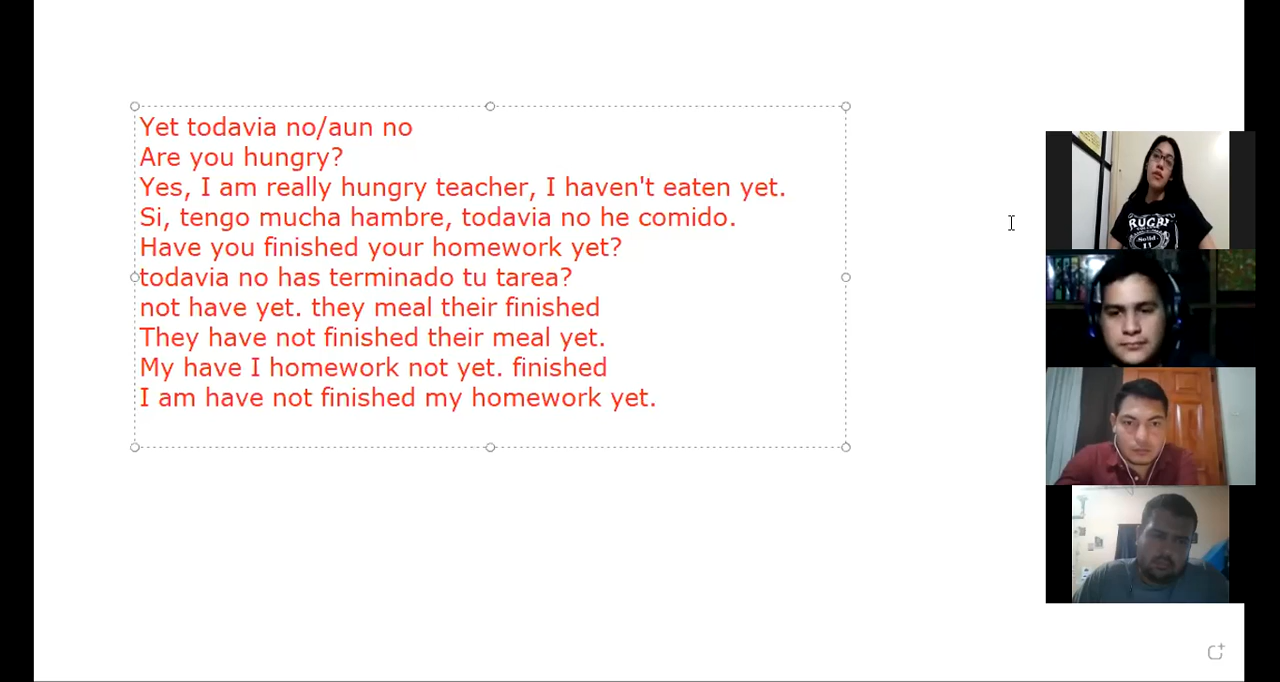 Yet todavia no/aun no
Are you hungry?
Yes, I am really hungry teacher, I haven't eaten yet.
Si, tengo mucha hambre, todavia no he comido.
Have you finished your homework yet?
todavia no has terminado tu tarea?
not have yet. they meal their finished
They have not finished their meal yet.
My have I homework not yet. finished
I am have not finished my homework yet.
RUGBY
Solid